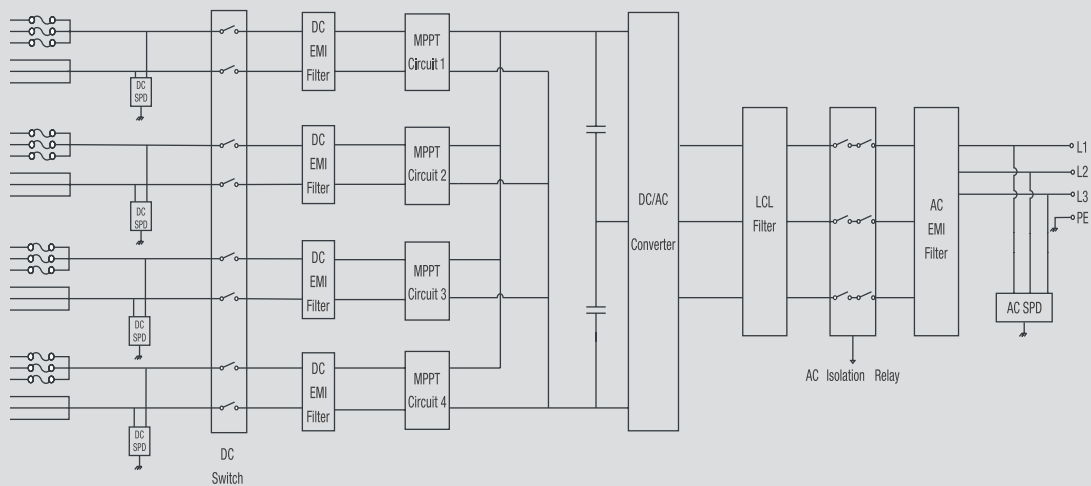 DC
SPD
DC
EMI
Filter
MPPT
Circuit 1
DC
SPD
DC
EMI
Filter
MPPT
Circuit 2
DC
SPD
DC
EMI
Filter
MPPT
Circuit 3
DC
SPD
DC
EMI
Filter
MPPT
Circuit 4
DC
Switch
DC/AC
Converter
LCL
Filter
AC Isolation Relay
AC
EMI
Filter
L1
L2
L3
PE
AC SPD